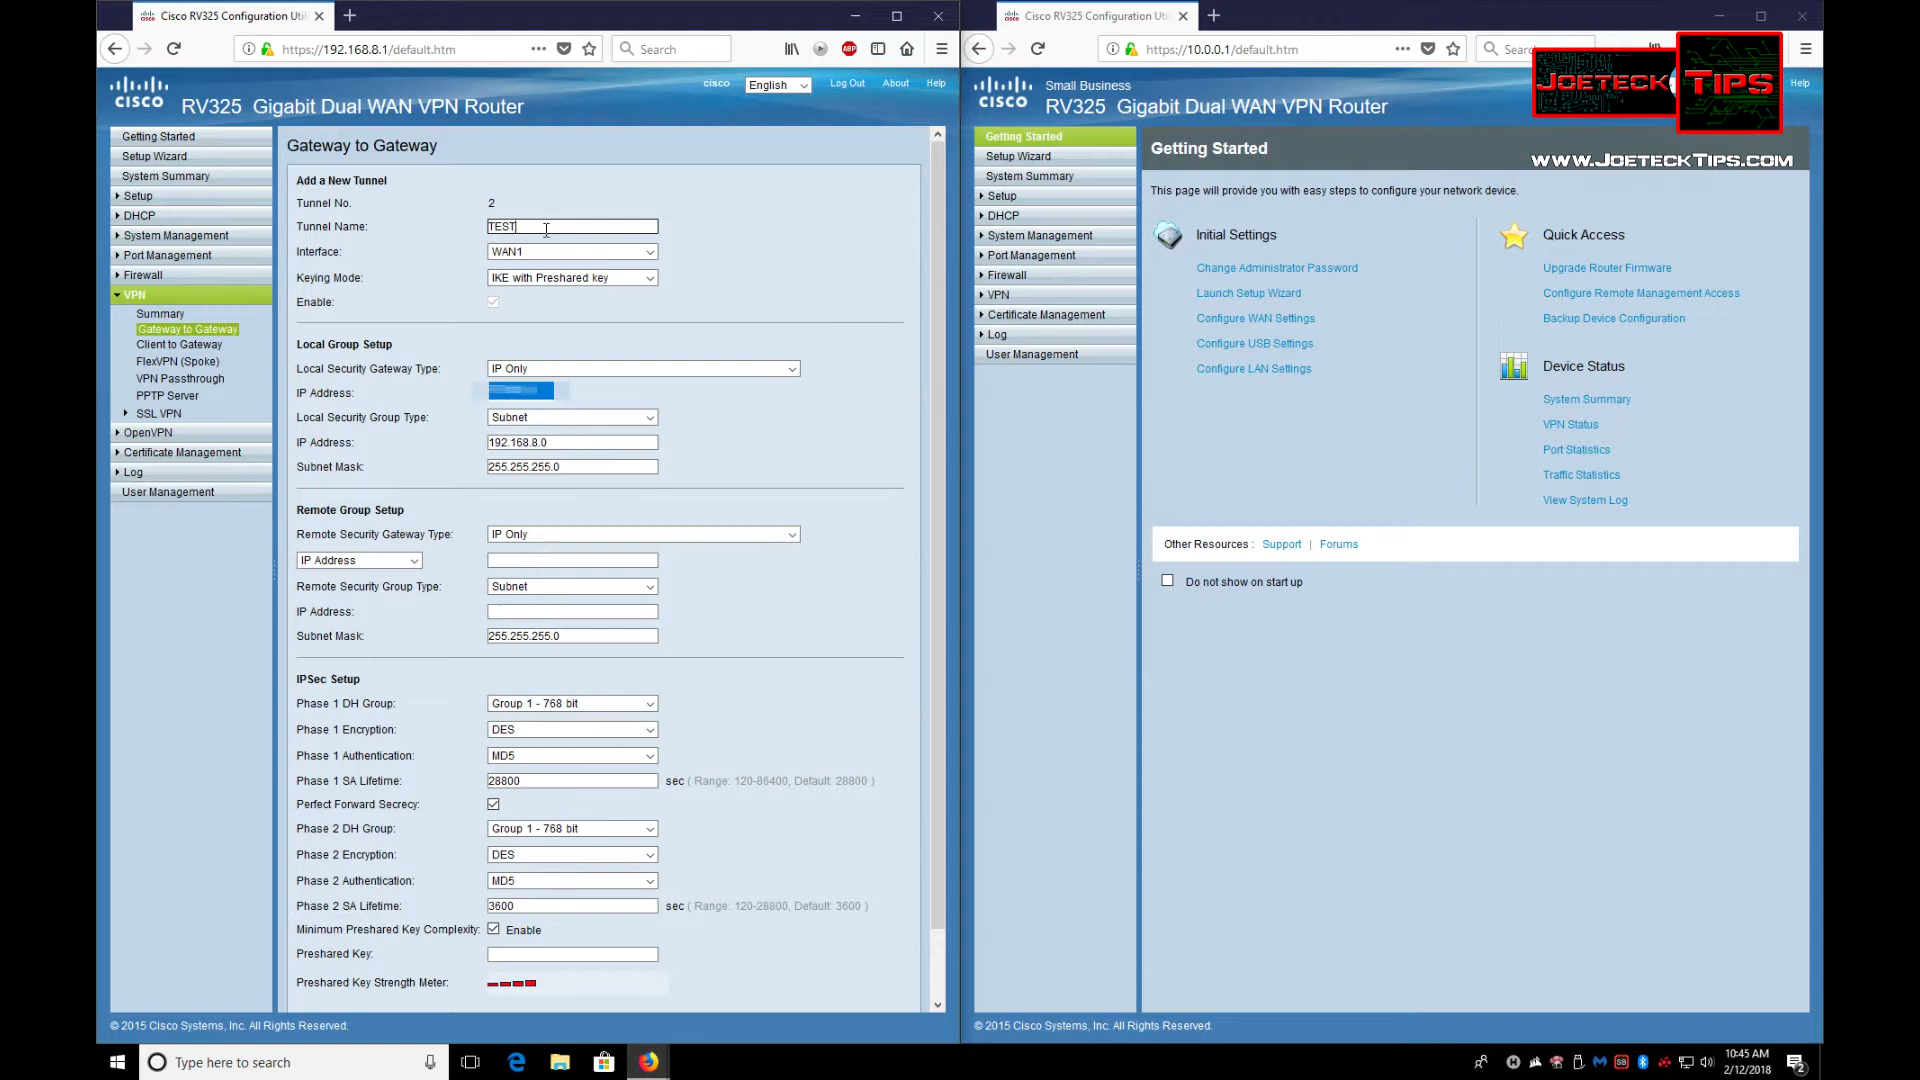 Cisco RV325 Configuration Uti
https://192.168.8.1/default.htm
Search
ABP
CISCO
RV325 Gigabit Dual WAN VPN Router
cisco
English
Log Out
About
Help
Getting Started
Setup Wizard
System Summary
Setup
DHCP
System Management
Port Management
Firewall
VPN
Summary
Gateway to Gateway
Client to Gateway
FlexVPN (Spoke)
VPN Passthrough
PPTP Server
SSL VPN
OpenVPN
Certificate Management
Log
User Management
Gateway to Gateway
Add a New Tunnel
Tunnel No. 2
Tunnel Name: TEST
Interface: WAN1
Keying Mode: IKE with Preshared key
Enable:
Local Group Setup
Local Security Gateway Type: IP Only
IP Address:
Local Security Group Type: Subnet
IP Address: 192.168.8.0
Subnet Mask: 255.255.255.0
Remote Group Setup
Remote Security Gateway Type: IP Only
IP Address
Remote Security Group Type: Subnet
IP Address:
Subnet Mask: 255.255.255.0
IPSec Setup
Phase 1 DH Group: Group 1 - 768 bit
Phase 1 Encryption: DES
Phase 1 Authentication: MD5
Phase 1 SA Lifetime: 28800 sec ( Range: 120-86400, Default: 28800 )
Perfect Forward Secrecy:
Phase 2 DH Group: Group 1 - 768 bit
Phase 2 Encryption: DES
Phase 2 Authentication: MD5
Phase 2 SA Lifetime: 3600 sec ( Range: 120-28800, Default: 3600 )
Minimum Preshared Key Complexity: Enable
Preshared Key:
Preshared Key Strength Meter:
© 2015 Cisco Systems, Inc. All Rights Reserved.
Cisco RV325 Configuration Uti
https://10.0.0.1/default.htm
Searc
JOETECK TIPS
CISCO
Small Business
RV325 Gigabit Dual WAN VPN Router
Help
Getting Started
Setup Wizard
System Summary
Setup
DHCP
System Management
Port Management
Firewall
VPN
Certificate Management
Log
User Management
Getting Started
WWW.JOETECKTIPS.COM
This page will provide you with easy steps to configure your network device.
Initial Settings
Change Administrator Password
Launch Setup Wizard
Configure WAN Settings
Configure USB Settings
Configure LAN Settings
Quick Access
Upgrade Router Firmware
Configure Remote Management Access
Backup Device Configuration
Device Status
System Summary
VPN Status
Port Statistics
Traffic Statistics
View System Log
Other Resources : Support | Forums
Do not show on start up
© 2015 Cisco Systems, Inc. All Rights Reserved.
Type here to search
10:45 AM
2/12/2018
2